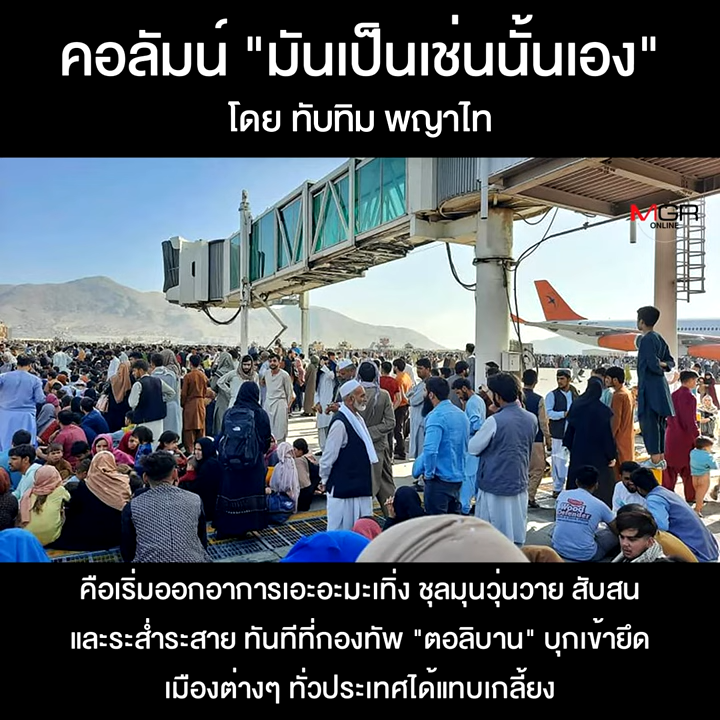 คอลัมน์ "มันเป็นเช่นนั้นเอง"
โดย ทับทิม พญาไท
MGR
ONLINE
คือเริ่มออกอาการเอะอะมะเทิ่ง ชุลมุนวุ่นวาย สับสน
และระส่ำระสาย ทันทีที่กองทัพ "ตอลิบาน" บุกเข้ายึด
เมืองต่างๆ ทั่วประเทศได้แทบเกลี้ยง